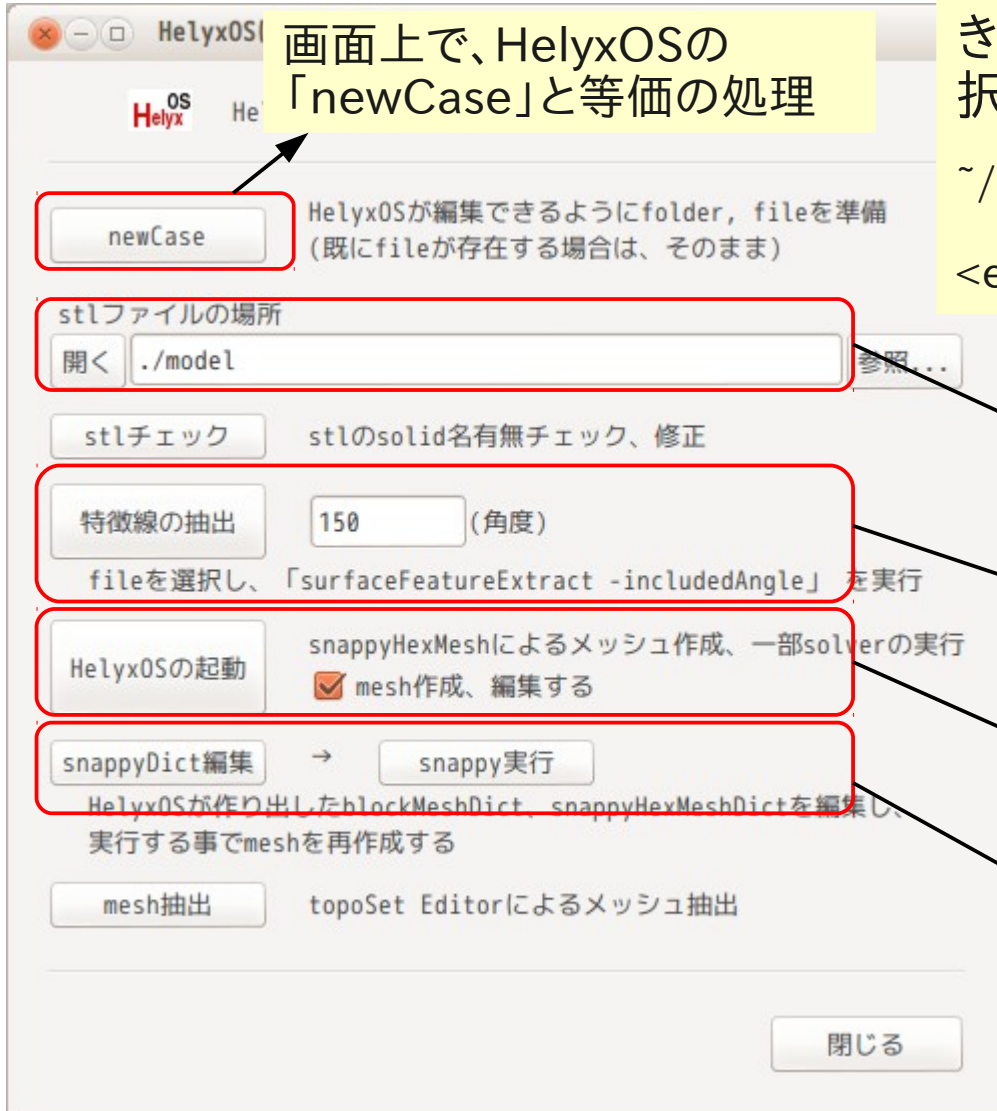 HelyxOS(
画面上で、HelyxOSの
「newCase」と等価の処理
き
択
~/
<e
Helyx OS He
newCase
HelyxOSが編集できるようにfolder, fileを準備
(既にfileが存在する場合は、そのまま)
stlファイルの場所
開く ./model 参照...
stlチェック stlのsolid名有無チェック、修正
特徴線の抽出 150 (角度)
fileを選択し、「surfaceFeatureExtract -includedAngle」 を実行
HelyxOSの起動
snappyHexMeshによるメッシュ作成、一部solverの実行
mesh作成、編集する
snappyDict編集 → snappy実行
HelyxOSが作り出したblockMeshDict、snappyHexMeshDictを編集し、
実行する事でmeshを再作成する
mesh抽出 topoSet Editorによるメッシュ抽出
閉じる